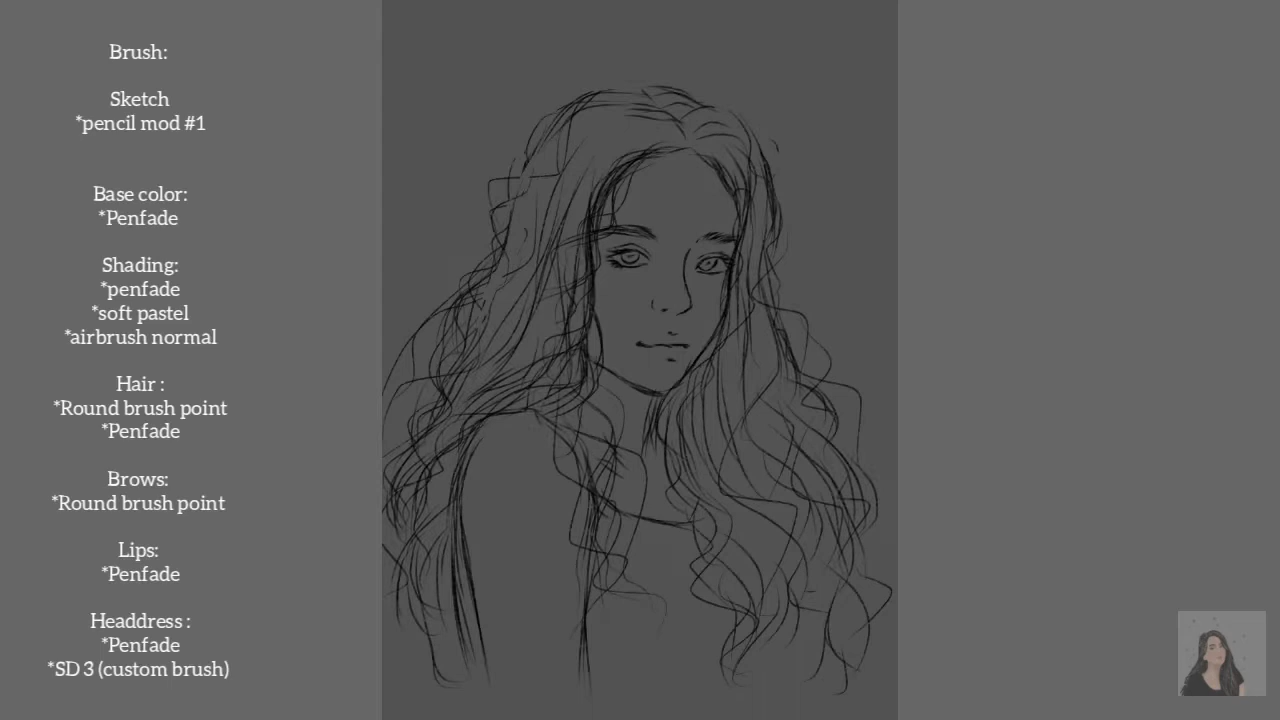 Brush:
Sketch
*pencil mod #1
Base color:
*Penfade
Shading:
*penfade
*soft pastel
*airbrush normal
Hair :
*Round brush point
*Penfade
Brows:
*Round brush point
Lips:
*Penfade
Headdress :
*Penfade
*SD 3 (custom brush)